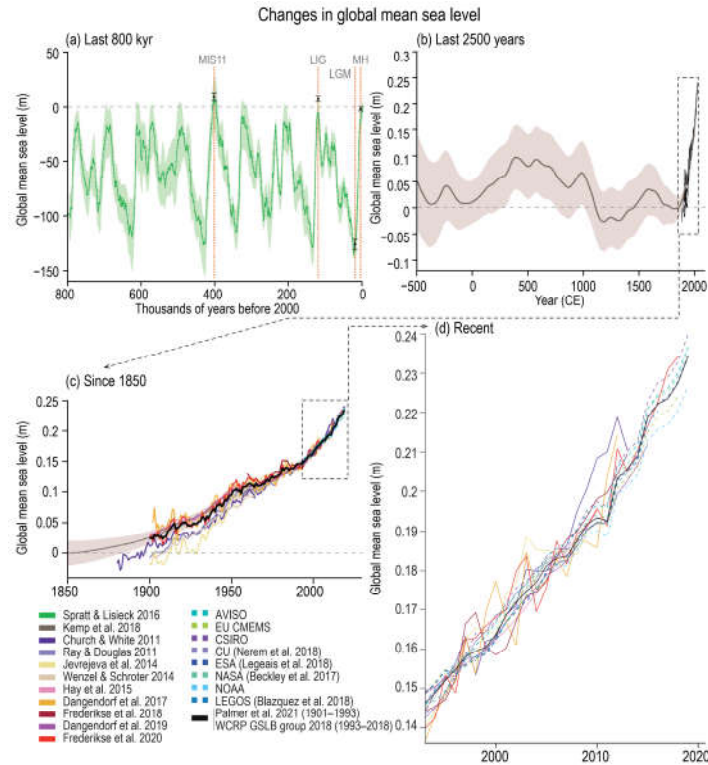 Changes in global mean sea level
(a) Last 800 kyr
MIS11
LIG
LGM
MH
Global mean sea level (m)
0
−50
−100
−150
800
600
400
200
0
Thousands of years before 2000
(b) Last 2500 years
Global mean sea level (m)
0.3
0.25
0.2
0.15
0.1
0.05
0
−0.05
−0.1
−500
0
500
1000
1500
2000
Year (CE)
(c) Since 1850
Global mean sea level (m)
0.25
0.2
0.15
0.1
0.05
0
1850
1900
1950
2000
(d) Recent
Global mean sea level (m)
0.24
0.23
0.22
0.21
0.2
0.19
0.18
0.17
0.16
0.15
0.14
2000
2010
2020
Spratt & Lisieck 2016
Kemp et al. 2018
Church & White 2011
Ray & Douglas 2011
Jevrejeva et al. 2014
Wenzel & Schroter 2014
Hay et al. 2015
Dangendorf et al. 2017
Frederikse et al. 2018
Dangendorf et al. 2019
Frederikse et al. 2020
AVISO
EU CMEMS
CSIRO
CU (Nerem et al. 2018)
ESA (Legeais et al. 2018)
NASA (Beckley et al. 2017)
NOAA
LEGOS (Blazquez et al. 2018)
Palmer et al. 2021 (1901–1993)
WCRP GSLB group 2018 (1993–2018)